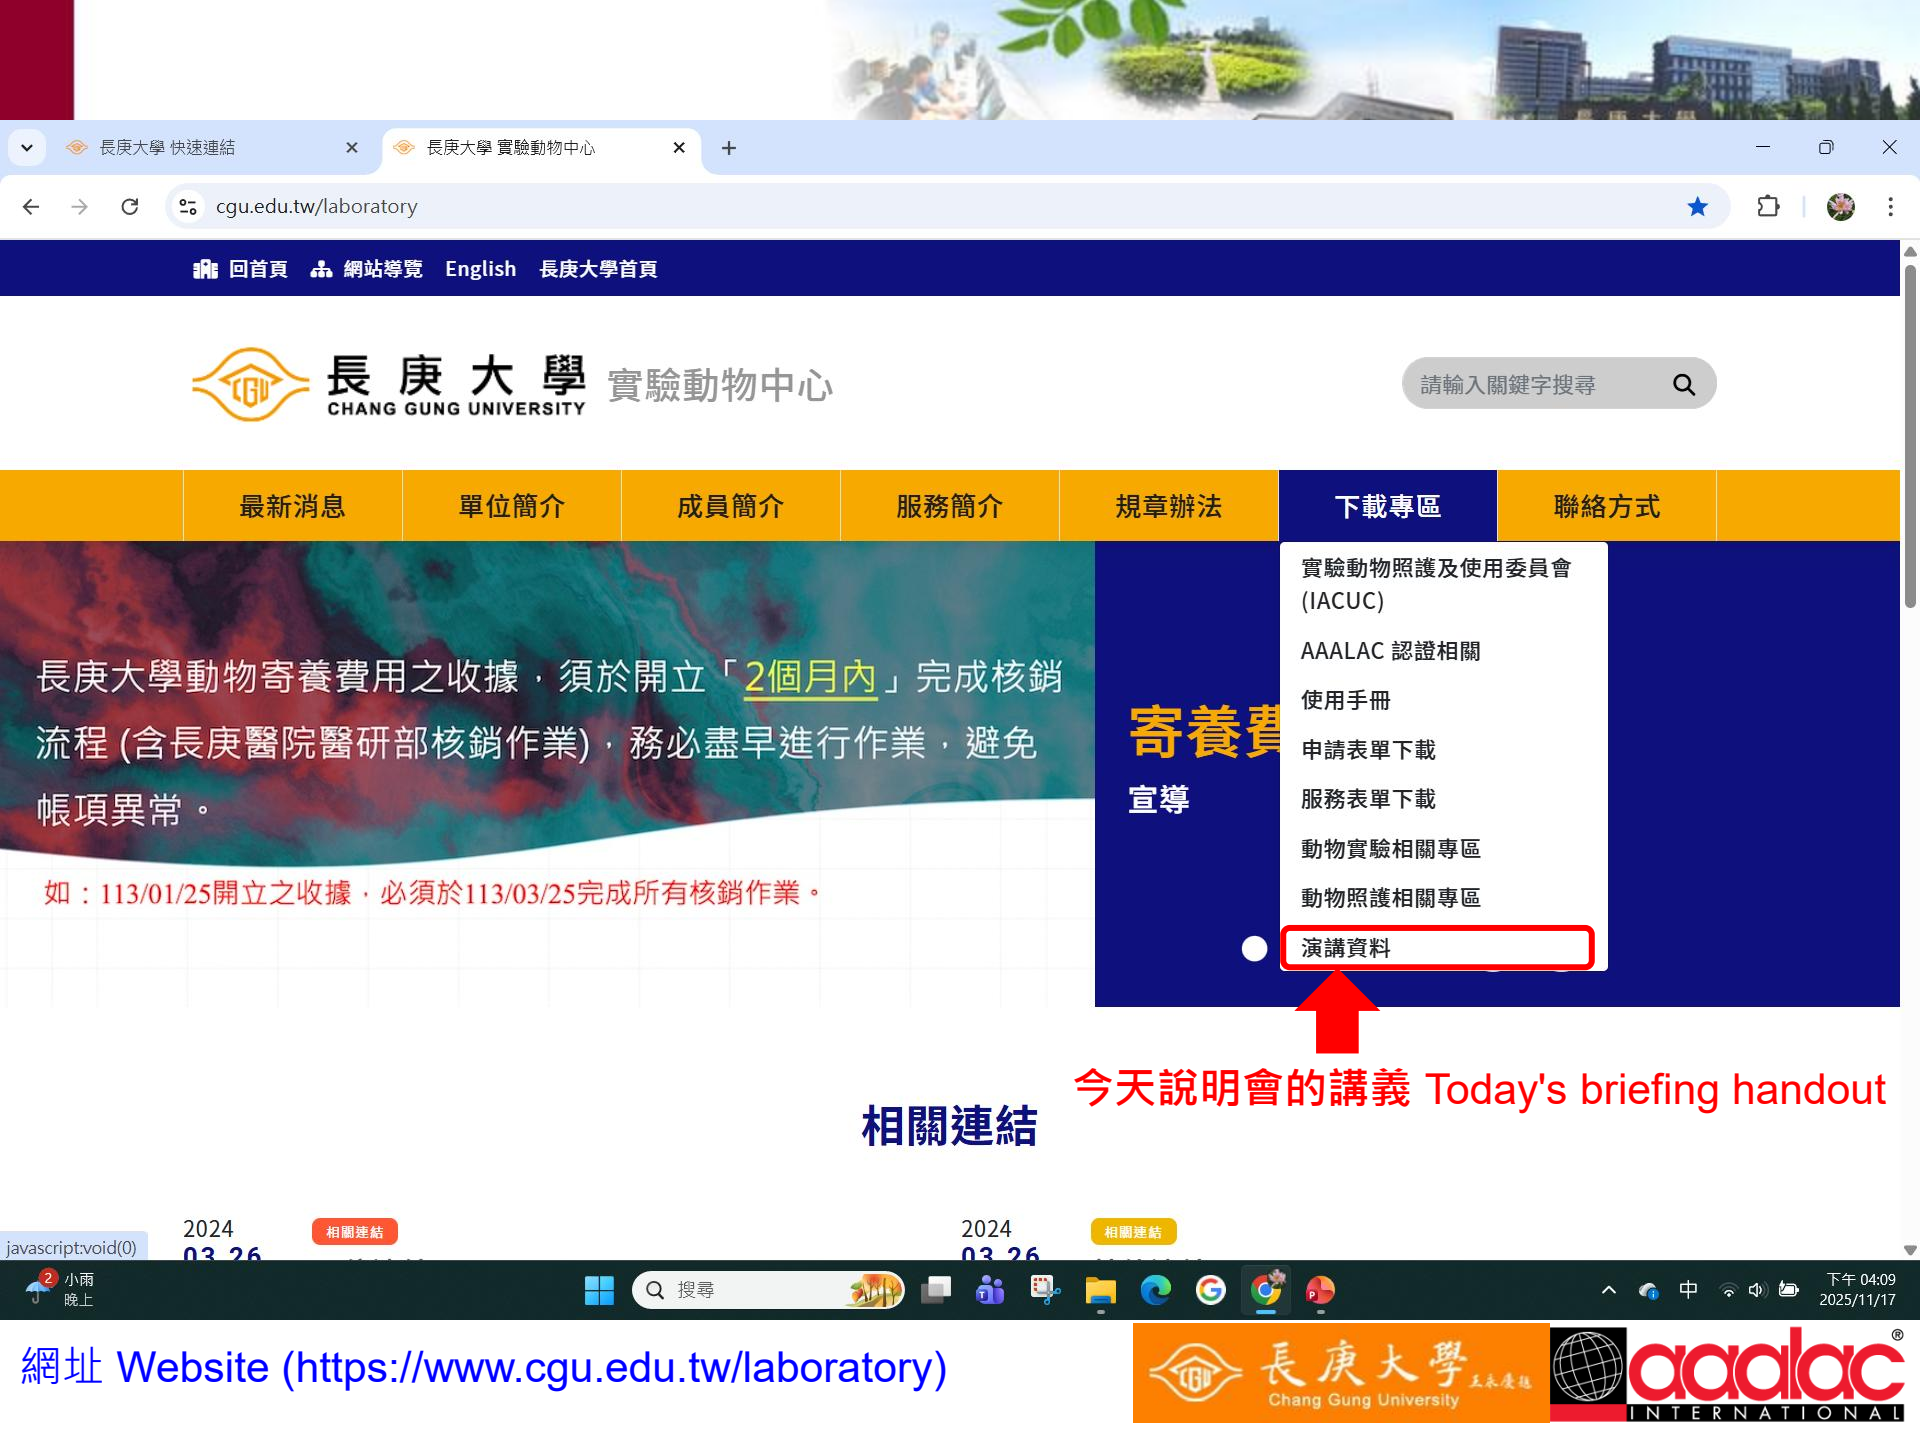 長庚大學 快速連結
長庚大學 實驗動物中心
cgu.edu.tw/laboratory
回首頁 網站導覽 English 長庚大學首頁
長庚大學
CHANG GUNG UNIVERSITY
實驗動物中心
請輸入關鍵字搜尋
最新消息 單位簡介 成員簡介 服務簡介 規章辦法 下載專區 聯絡方式
長庚大學動物寄養費用之收據，須於開立「2個月內」完成核銷
流程 (含長庚醫院醫研部核銷作業)，務必盡早進行作業，避免
帳項異常。
如：113/01/25開立之收據，必須於113/03/25完成所有核銷作業。
寄養費
宣導
實驗動物照護及使用委員會
(IACUC)
AAALAC 認證相關
使用手冊
申請表單下載
服務表單下載
動物實驗相關專區
動物照護相關專區
演講資料
今天說明會的講義 Today's briefing handout
相關連結
2024
03.26
相關連結
2024
03.26
相關連結
javascript:void(0)
2
小雨
晚上
搜尋
中
下午 04:09
2025/11/17
網址 Website (https://www.cgu.edu.tw/laboratory)
長庚大學
Chang Gung University
aaalac
INTERNATIONAL